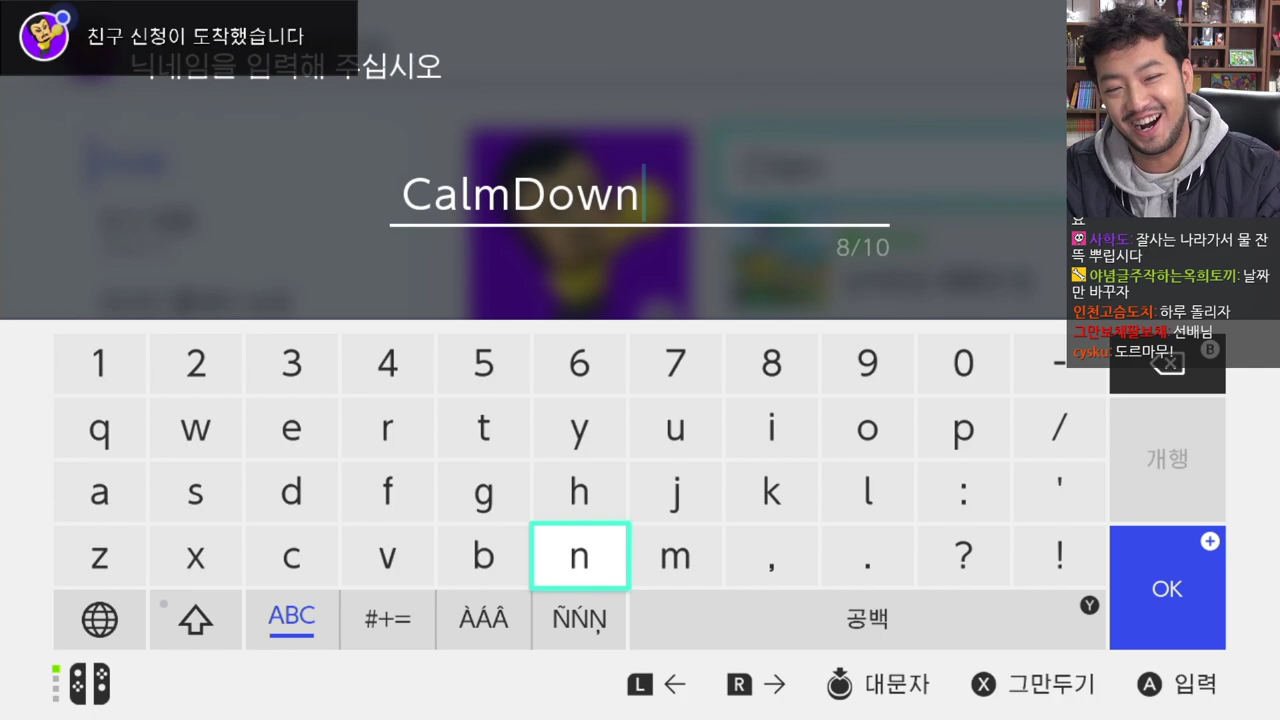 친구 신청이 도착했습니다
닉네임을 입력해 주십시오
CalmDown
8/10
요
사학도: 잘사는 나라가서 물 잔
뜩 뿌립시다
야념글주작하는옥희토끼: 날짜
만 바꾸자
인천고슴도치: 하루 돌리자
그만보채팔보채: 선배님
cysku: 도르마무!
1 2 3 4 5 6 7 8 9 0 - B
q w e r t y u i o p / 개행
a s d f g h j k l : '
z x c v b n m , . ? ! OK
ABC #+= ÀÁÂ ÑŃŅ 공백 Y
L ← R → 대문자 X 그만두기 A 입력